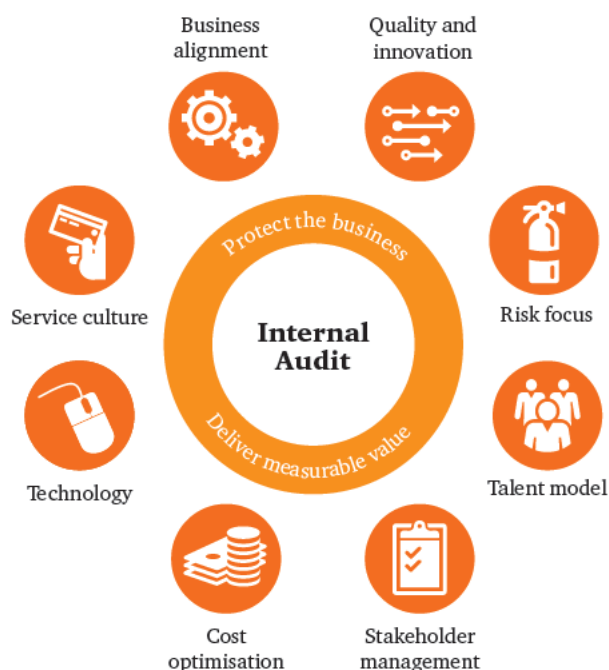 Business
alignment
Quality and
innovation
Protect the business
Service culture
Internal
Audit
Risk focus
Technology
Deliver measurable value
Talent model
Cost
optimisation
Stakeholder
management